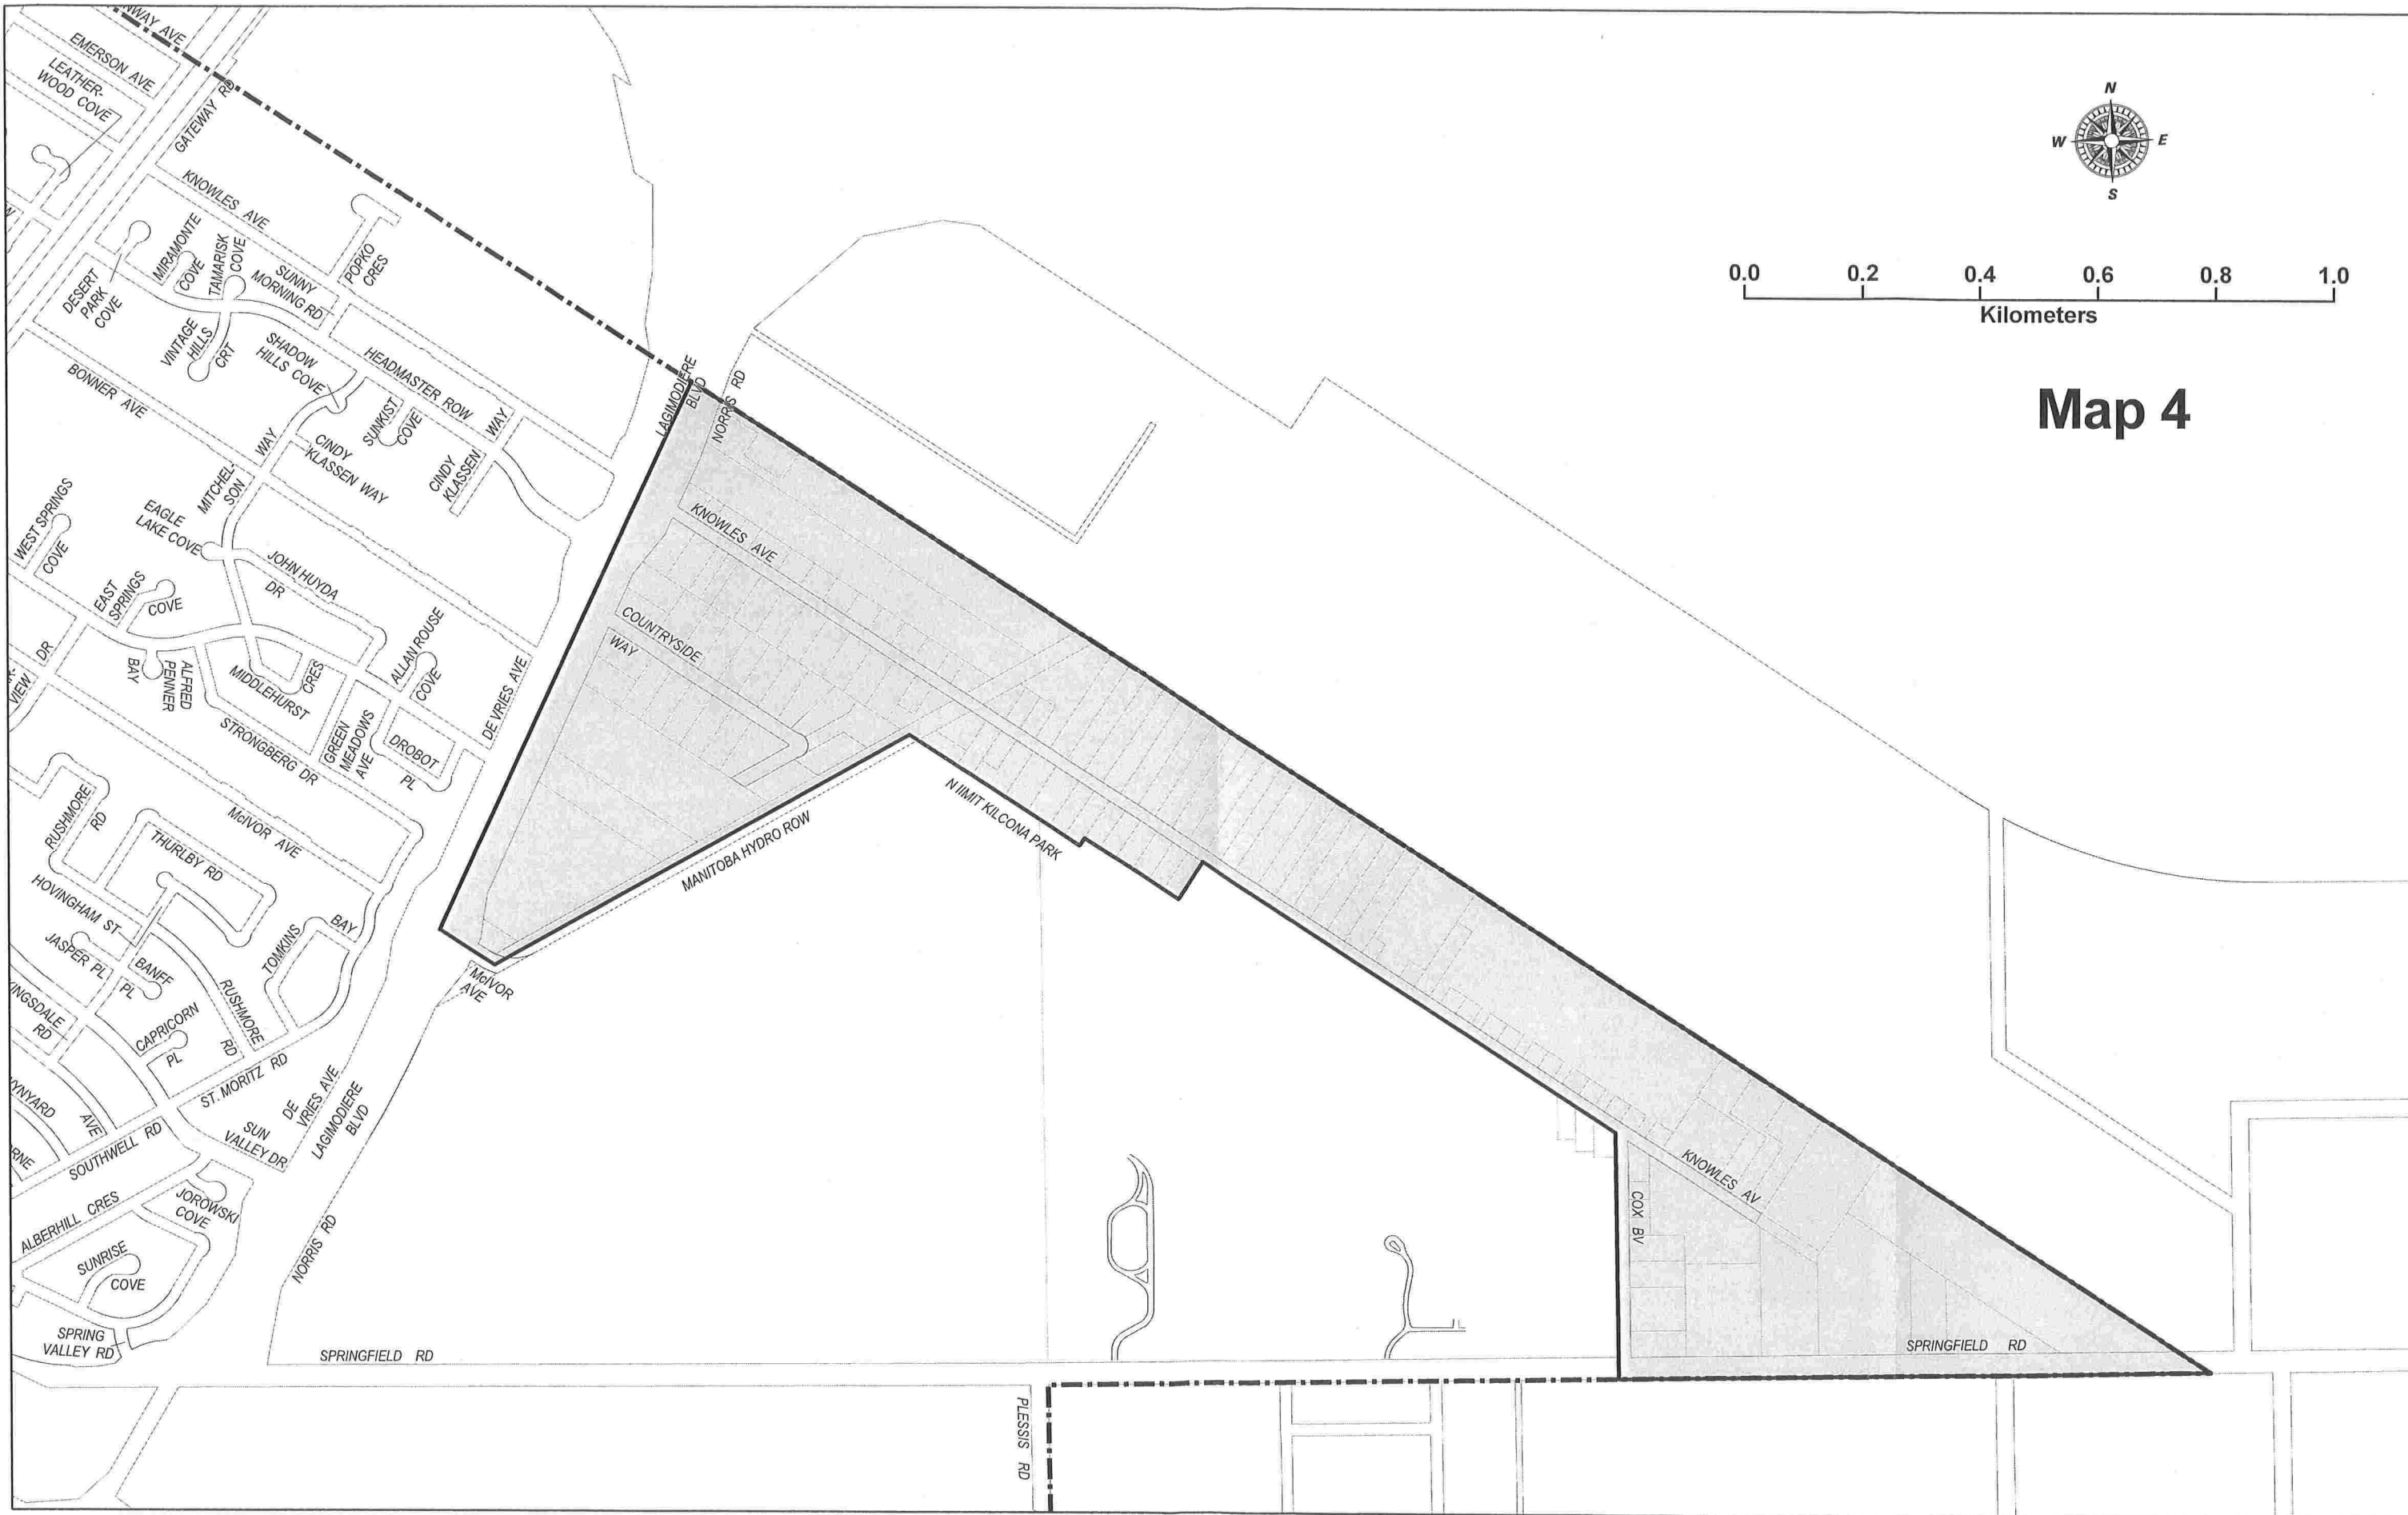 NWAY AVE
EMERSON AVE
LEATHER-
WOOD COVE
GATEWAY RD
KNOWLES AVE
MIRAMONTE
COVE
TAMARISK
COVE
SUNNY
MORNING RD
POPKO
CRES
DESERT
PARK
COVE
VINTAGE
HILLS
CRT
SHADOW
HILLS COVE
HEADMASTER ROW
BONNER AVE
SUNKIST
COVE
CINDY
KLASSEN WAY
CINDY
KLASSEN
WAY
MITCHEL-
SON
WAY
WEST SPRINGS
COVE
EAGLE
LAKE COVE
JOHN HUYDA
DR
EAST
SPRINGS
COVE
ALLAN ROUSE
COVE
DR
VIEW
ALFRED
PENNER
BAY
MIDDLEHURST
CRES
STRONGBERG DR
GREEN
MEADOWS
AVE
DROBOT
PL
DE VRIES AVE
McIVOR AVE
RUSHMORE
RD
THURLBY RD
HOVINGHAM ST
JASPER PL
BANFF
PL
TOMKINS
BAY
RUSHMORE
RD
KINGSDALE
RD
CAPRICORN
PL
ST. MORITZ RD
WYNYARD
AVE
RNE
SOUTHWELL RD
DE
VRIES AVE
SUN
VALLEY DR
LAGIMODIERE
BLVD
ALBERHILL CRES
JOROWSKI
COVE
SUNRISE
COVE
SPRING
VALLEY RD
NORRIS RD
SPRINGFIELD RD
LAGIMODIERE
BLVD
NORRIS RD
KNOWLES AVE
COUNTRYSIDE
WAY
MANITOBA HYDRO ROW
McIVOR
AVE
N IIMIT KILCONA PARK
KNOWLES AV
COX BV
SPRINGFIELD RD
PLESSIS RD
N
W
E
S
0.0 0.2 0.4 0.6 0.8 1.0
Kilometers
Map 4